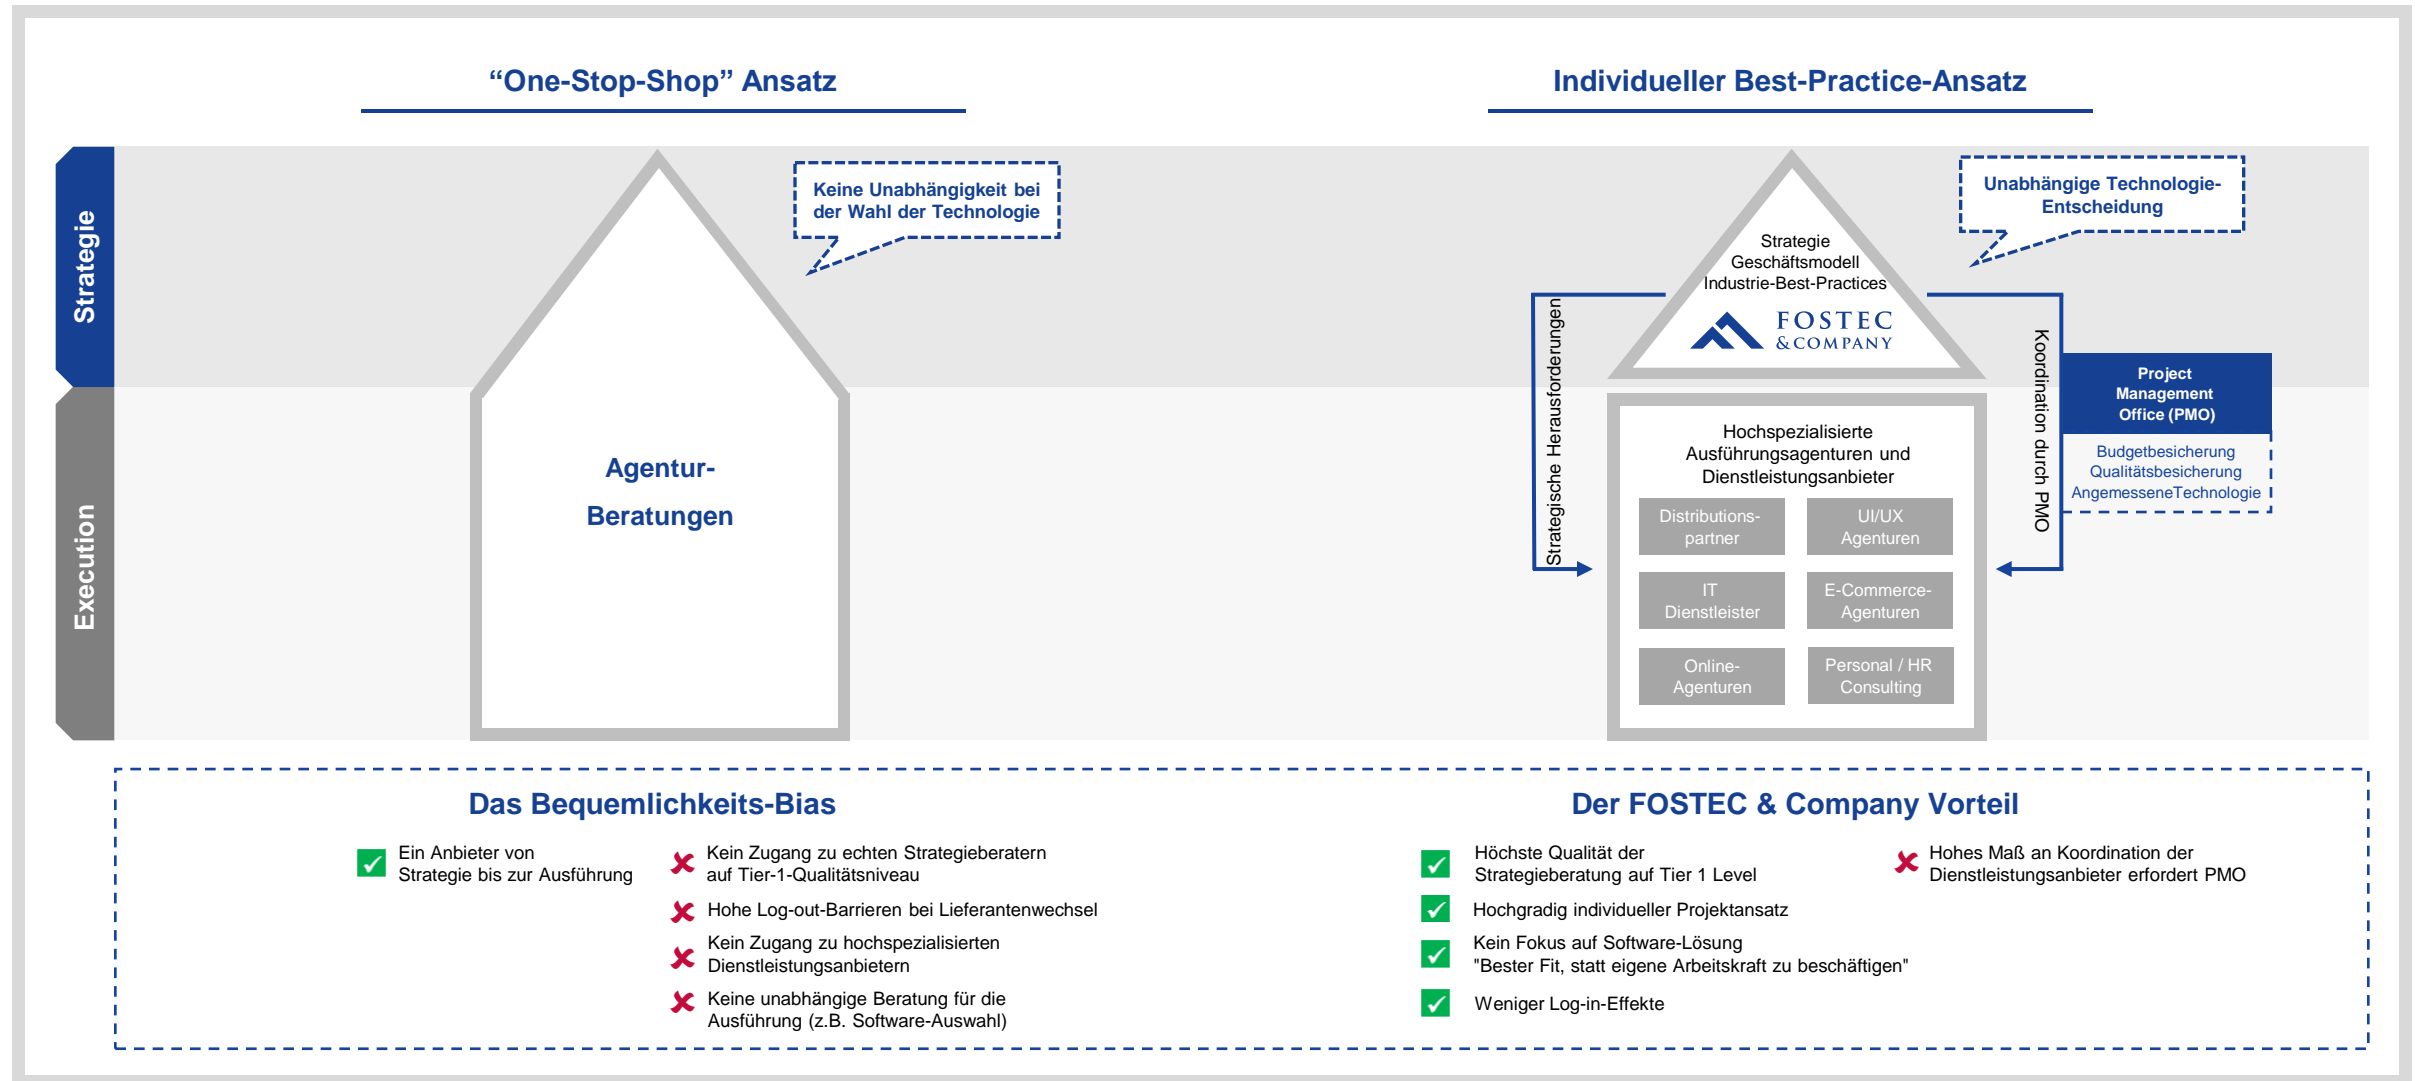 “One-Stop-Shop” Ansatz
Individueller Best-Practice-Ansatz
Strategie
Execution
Keine Unabhängigkeit bei
der Wahl der Technologie
Agentur-
Beratungen
Unabhängige Technologie-
Entscheidung
Strategie
Geschäftsmodell
Industrie-Best-Practices
FOSTEC
& COMPANY
Strategische Herausforderungen
Koordination durch PMO
Project
Management
Office (PMO)
Budgetbesicherung
Qualitätsbesicherung
AngemesseneTechnologie
Hochspezialisierte
Ausführungsagenturen und
Dienstleistungsanbieter
Distributions-
partner
UI/UX
Agenturen
IT
Dienstleister
E-Commerce-
Agenturen
Online-
Agenturen
Personal / HR
Consulting
Das Bequemlichkeits-Bias
Ein Anbieter von
Strategie bis zur Ausführung
Kein Zugang zu echten Strategieberatern
auf Tier-1-Qualitätsniveau
Hohe Log-out-Barrieren bei Lieferantenwechsel
Kein Zugang zu hochspezialisierten
Dienstleistungsanbietern
Keine unabhängige Beratung für die
Ausführung (z.B. Software-Auswahl)
Der FOSTEC & Company Vorteil
Höchste Qualität der
Strategieberatung auf Tier 1 Level
Hochgradig individueller Projektansatz
Kein Fokus auf Software-Lösung
"Bester Fit, statt eigene Arbeitskraft zu beschäftigen"
Weniger Log-in-Effekte
Hohes Maß an Koordination der
Dienstleistungsanbieter erfordert PMO